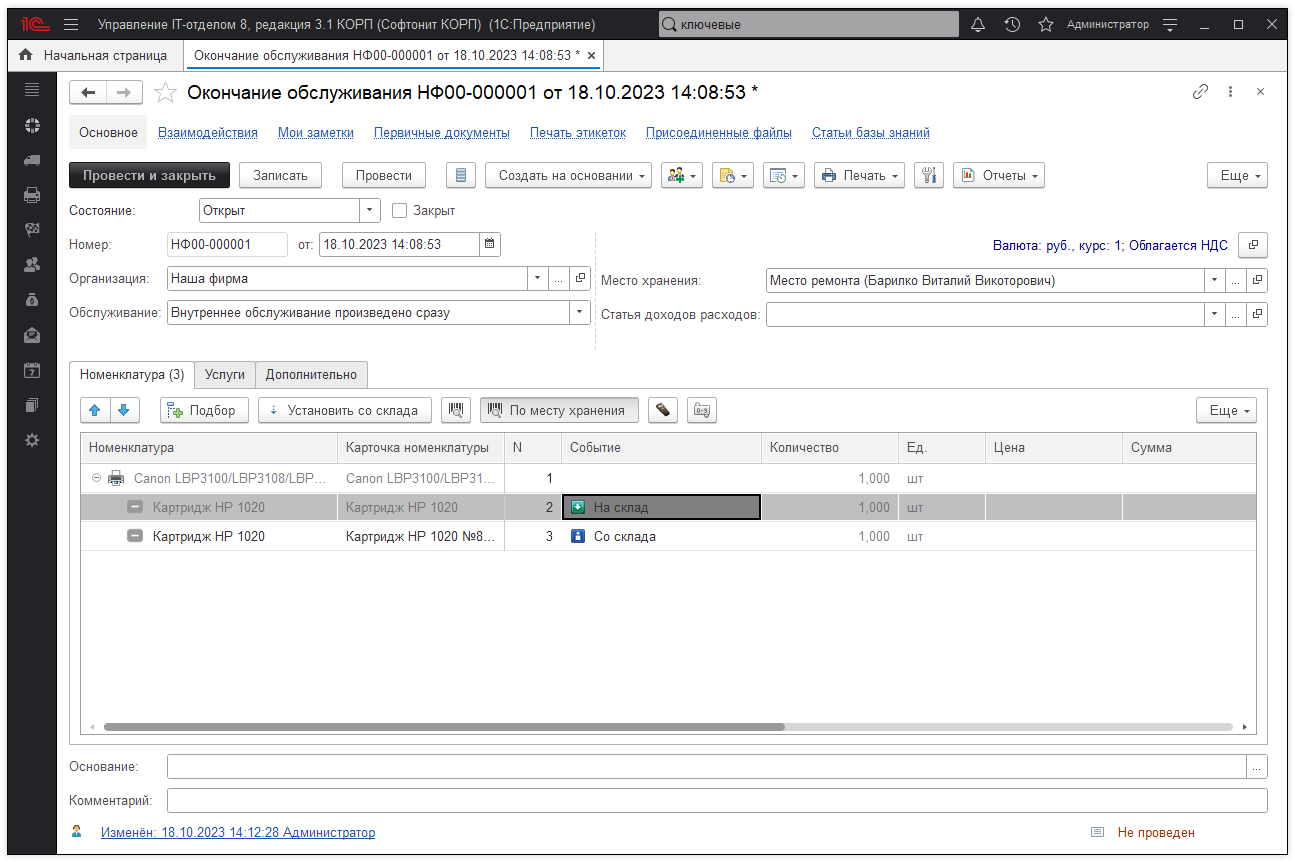 1С Управление IT-отделом 8, редакция 3.1 КОРП (Софтонит КОРП) (1С:Предприятие) ключевые Администратор
Начальная страница Окончание обслуживания НФ00-000001 от 18.10.2023 14:08:53 *
Окончание обслуживания НФ00-000001 от 18.10.2023 14:08:53 *
Основное Взаимодействия Мои заметки Первичные документы Печать этикеток Присоединенные файлы Статьи базы знаний
Провести и закрыть Записать Провести Создать на основании Печать Отчеты Еще
Состояние: Открыт Закрыт
Номер: НФ00-000001 от: 18.10.2023 14:08:53 Валюта: руб., курс: 1; Облагается НДС
Организация: Наша фирма ... Место хранения: Место ремонта (Барилко Виталий Викоторович) ...
Обслуживание: Внутреннее обслуживание произведено сразу Статья доходов расходов: ...
Номенклатура (3) Услуги Дополнительно
Подбор Установить со склада По месту хранения Еще
Номенклатура Карточка номенклатуры N Событие Количество Ед. Цена Сумма
Canon LBP3100/LBP3108/LBP... Canon LBP3100/LBP31... 1 1,000 шт
Картридж HP 1020 Картридж HP 1020 2 На склад 1,000 шт
Картридж HP 1020 Картридж HP 1020 №8... 3 Со склада 1,000 шт
Основание: ...
Комментарий:
Изменён: 18.10.2023 14:12:28 Администратор Не проведен